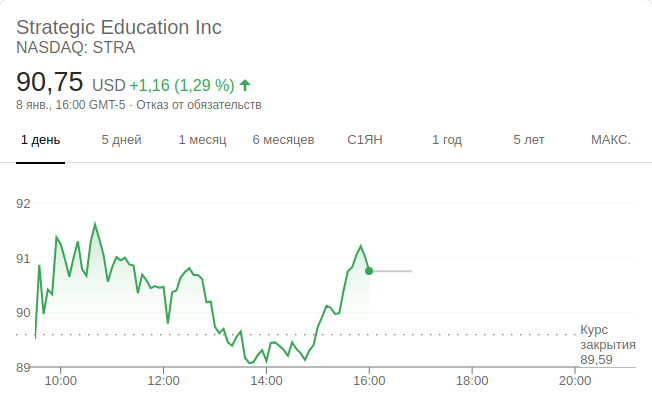 Strategic Education Inc
NASDAQ: STRA
90,75 USD +1,16 (1,29 %)
8 янв., 16:00 GMT-5 · Отказ от обязательств
1 день 5 дней 1 месяц 6 месяцев С1ЯН 1 год 5 лет МАКС.
92
91
90
89
Курс
закрытия
89,59
10:00 12:00 14:00 16:00 18:00 20:00